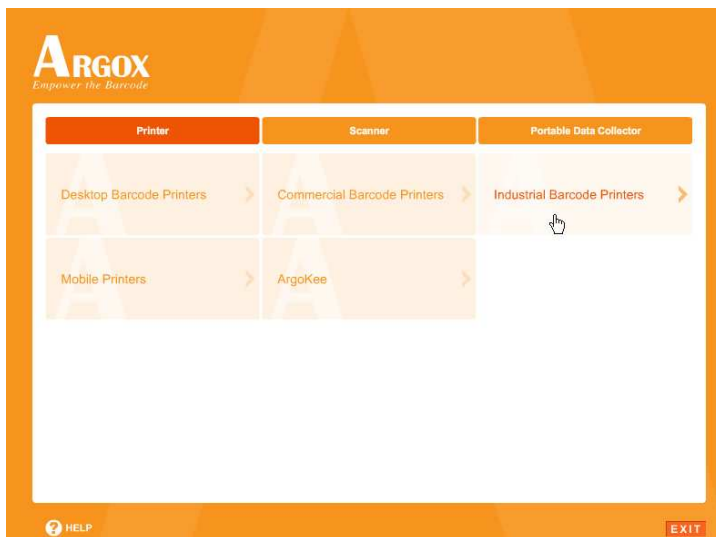 ARGOX
Empower the Barcode
Printer
Scanner
Portable Data Collector
Desktop Barcode Printers
Commercial Barcode Printers
Industrial Barcode Printers
Mobile Printers
ArgoKee
? HELP
EXIT